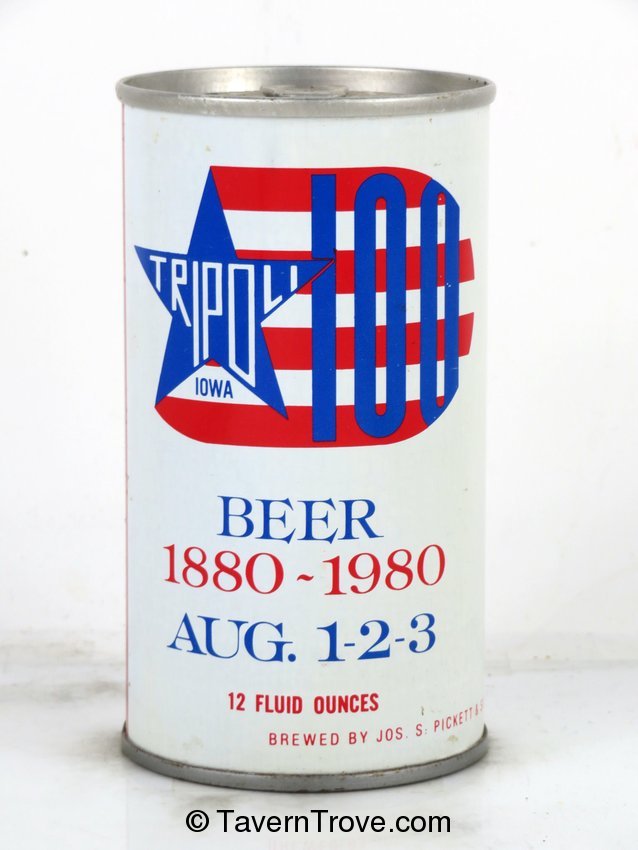 TRIPOLI 100
IOWA
BEER
1880~1980
AUG. 1-2-3
12 FLUID OUNCES
BREWED BY JOS. S. PICKETT &
© TavernTrove.com